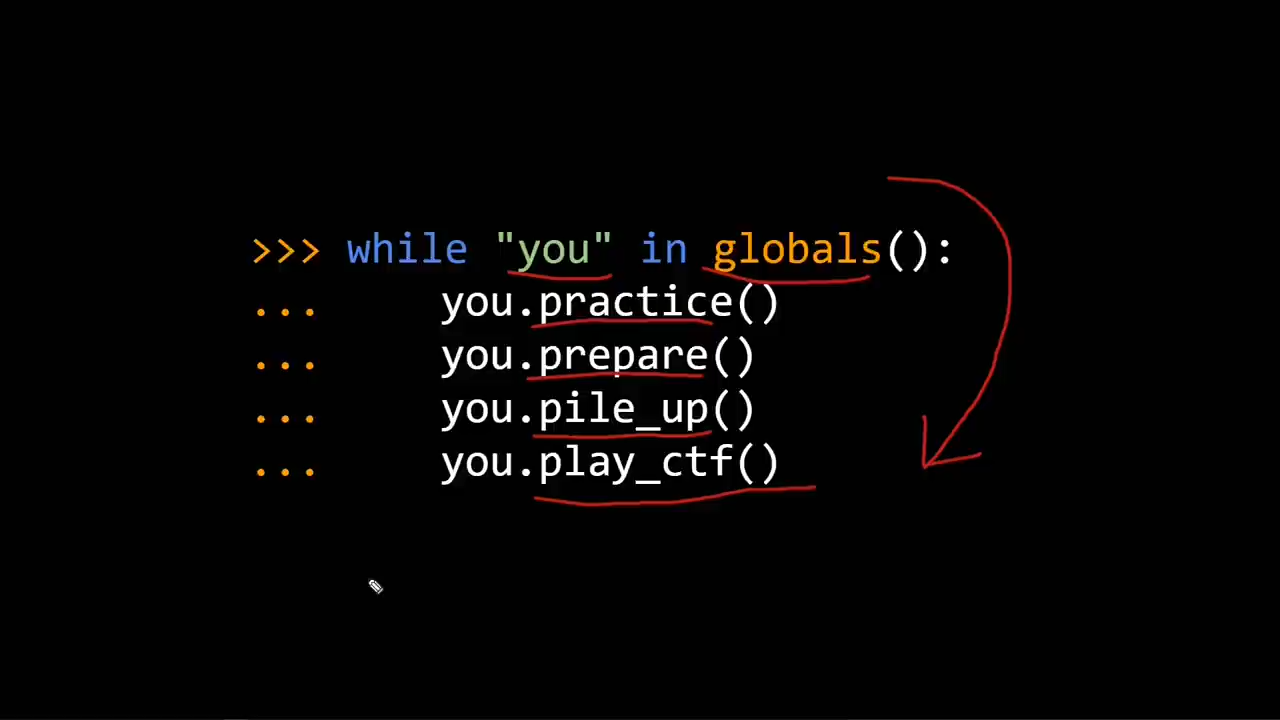 >>> while "you" in globals():
...     you.practice()
...     you.prepare()
...     you.pile_up()
...     you.play_ctf()